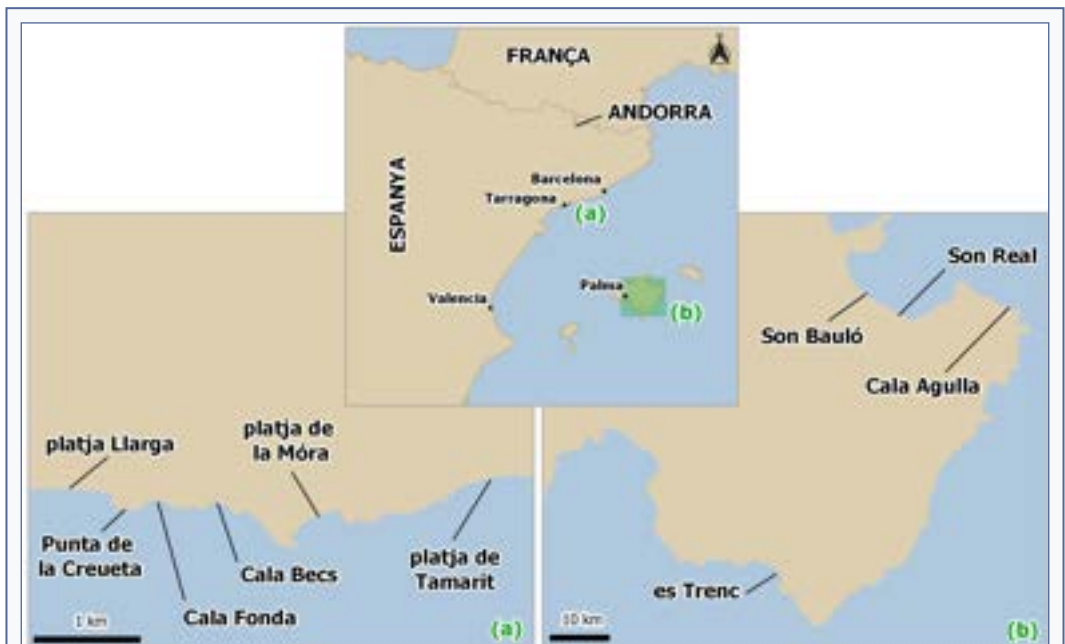 FRANÇA
ANDORRA
ESPANYA
Barcelona
Tarragona
(a)
Valencia
Palma
(b)
platja Llarga
platja de
la Móra
Punta de
la Creueta
Cala Becs
Cala Fonda
platja de
Tamarit
1 km
(a)
Son Real
Son Bauló
Cala Agulla
es Trenc
10 km
(b)